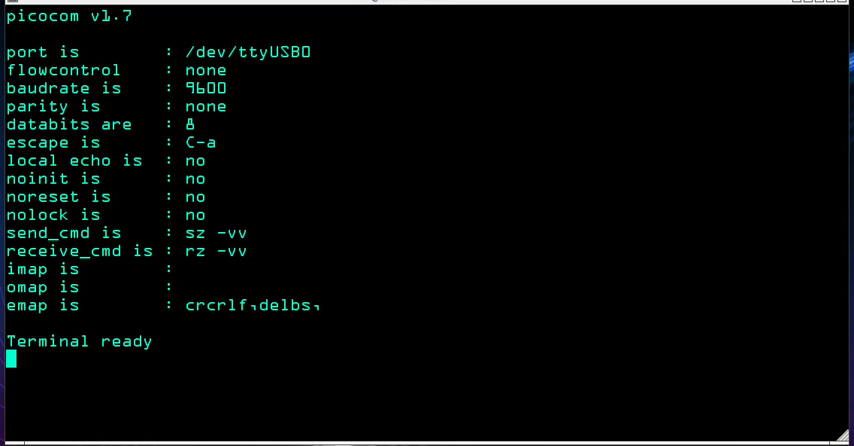 picocom v1.7
port is : /dev/ttyUSB0
flowcontrol : none
baudrate is : 9600
parity is : none
databits are : 8
escape is : C-a
local echo is : no
noinit is : no
noreset is : no
nolock is : no
send_cmd is : sz -vv
receive_cmd is : rz -vv
imap is :
omap is :
emap is : crcrlf,delbs,
Terminal ready